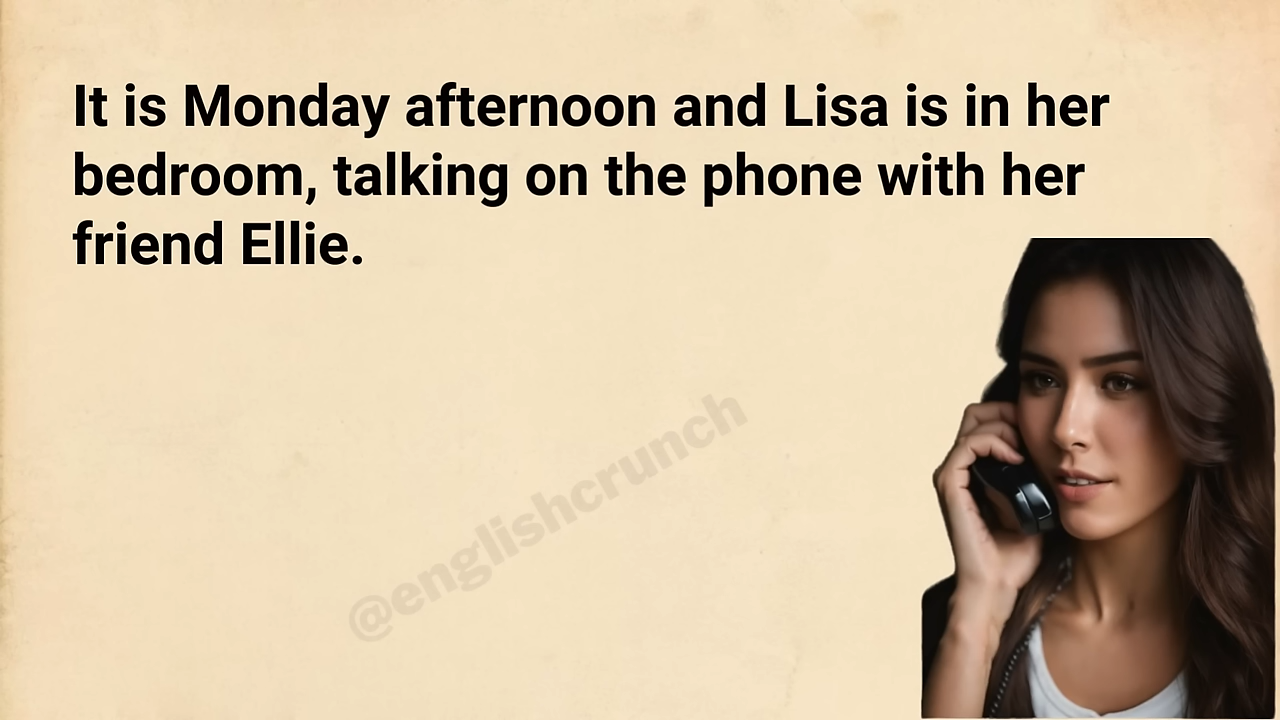 It is Monday afternoon and Lisa is in her
bedroom, talking on the phone with her
friend Ellie.
@englishcrunch